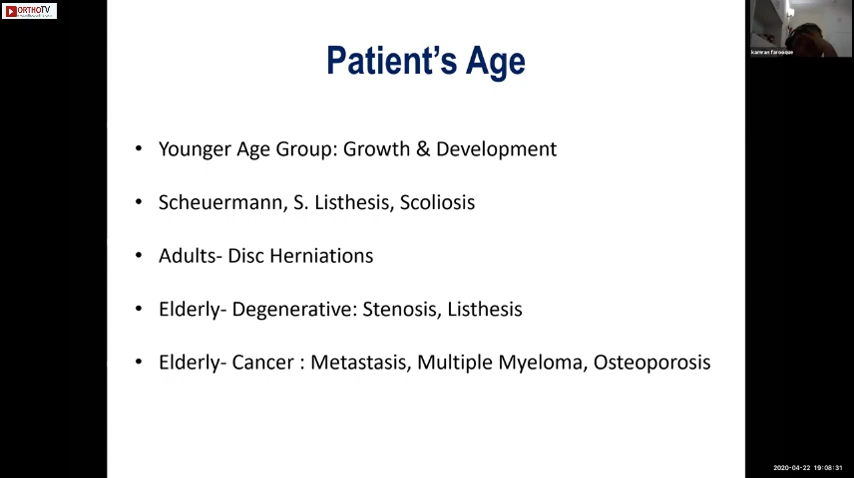 ORTHOTV
Patient's Age
• Younger Age Group: Growth & Development
• Scheuermann, S. Listhesis, Scoliosis
• Adults- Disc Herniations
• Elderly- Degenerative: Stenosis, Listhesis
• Elderly- Cancer : Metastasis, Multiple Myeloma, Osteoporosis
kamran farooque
2020-04-22 19:08:31